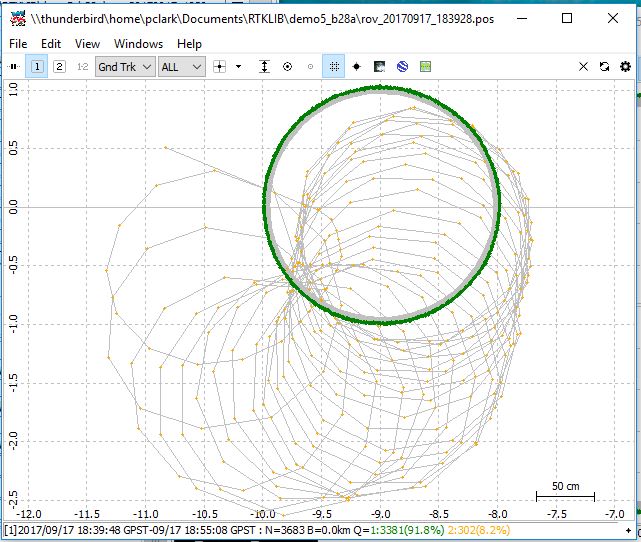 \\thunderbird\home\pclark\Documents\RTKLIB\demo5_b28a\rov_20170917_183928.pos
File Edit View Windows Help
1 2 1-2 Gnd Trk ALL
1.0
0.5
0.0
-0.5
-1.0
-1.5
-2.0
-2.5
50 cm
-12.0 -11.5 -11.0 -10.5 -10.0 -9.5 -9.0 -8.5 -8.0 -7.5 -7.0
[1]2017/09/17 18:39:48 GPST-09/17 18:55:08 GPST : N=3683 B=0.0km Q=1:3381(91.8%) 2:302(8.2%)